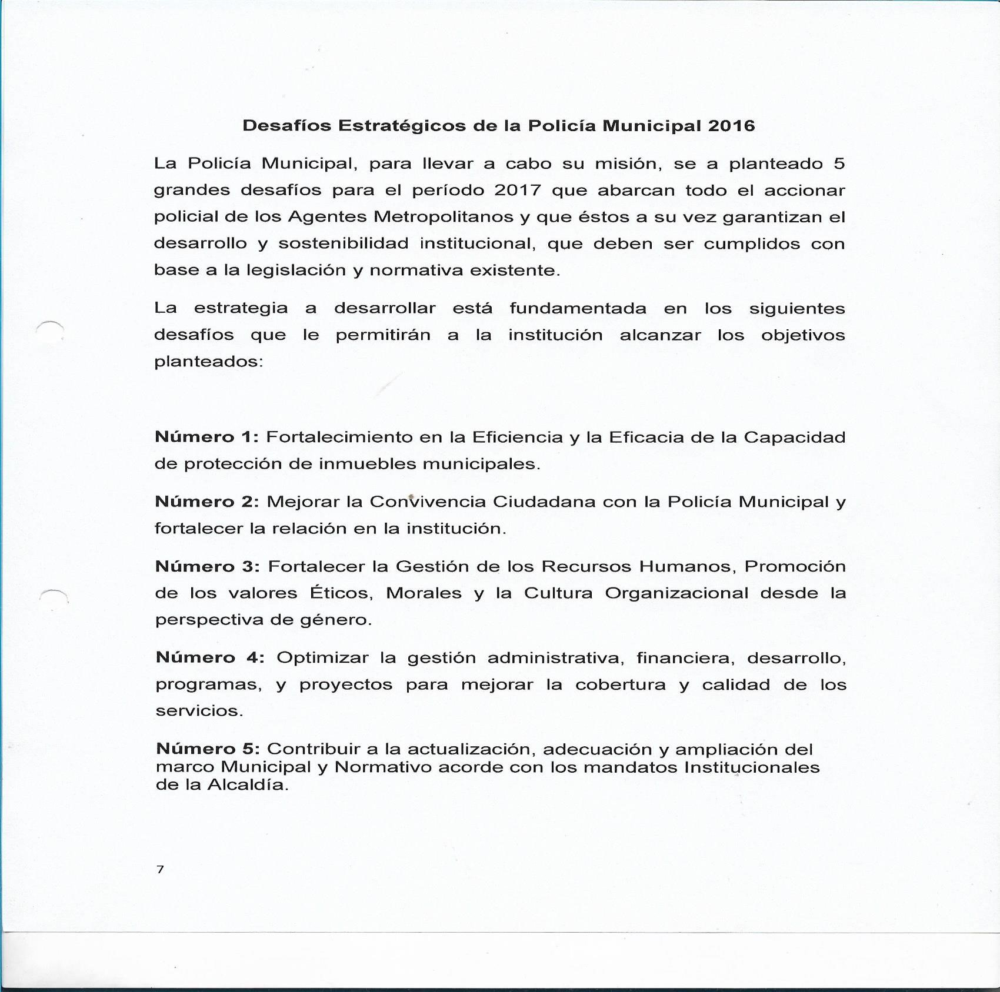 Desafíos Estratégicos de la Policía Municipal 2016
La Policía Municipal, para llevar a cabo su misión, se a planteado 5
grandes desafíos para el período 2017 que abarcan todo el accionar
policial de los Agentes Metropolitanos y que éstos a su vez garantizan el
desarrollo y sostenibilidad institucional, que deben ser cumplidos con
base a la legislación y normativa existente.
La estrategia a desarrollar está fundamentada en los siguientes
desafíos que le permitirán a la institución alcanzar los objetivos
planteados:
Número 1: Fortalecimiento en la Eficiencia y la Eficacia de la Capacidad
de protección de inmuebles municipales.
Número 2: Mejorar la Convivencia Ciudadana con la Policía Municipal y
fortalecer la relación en la institución.
Número 3: Fortalecer la Gestión de los Recursos Humanos, Promoción
de los valores Éticos, Morales y la Cultura Organizacional desde la
perspectiva de género.
Número 4: Optimizar la gestión administrativa, financiera, desarrollo,
programas, y proyectos para mejorar la cobertura y calidad de los
servicios.
Número 5: Contribuir a la actualización, adecuación y ampliación del
marco Municipal y Normativo acorde con los mandatos Institucionales
de la Alcaldía.
7